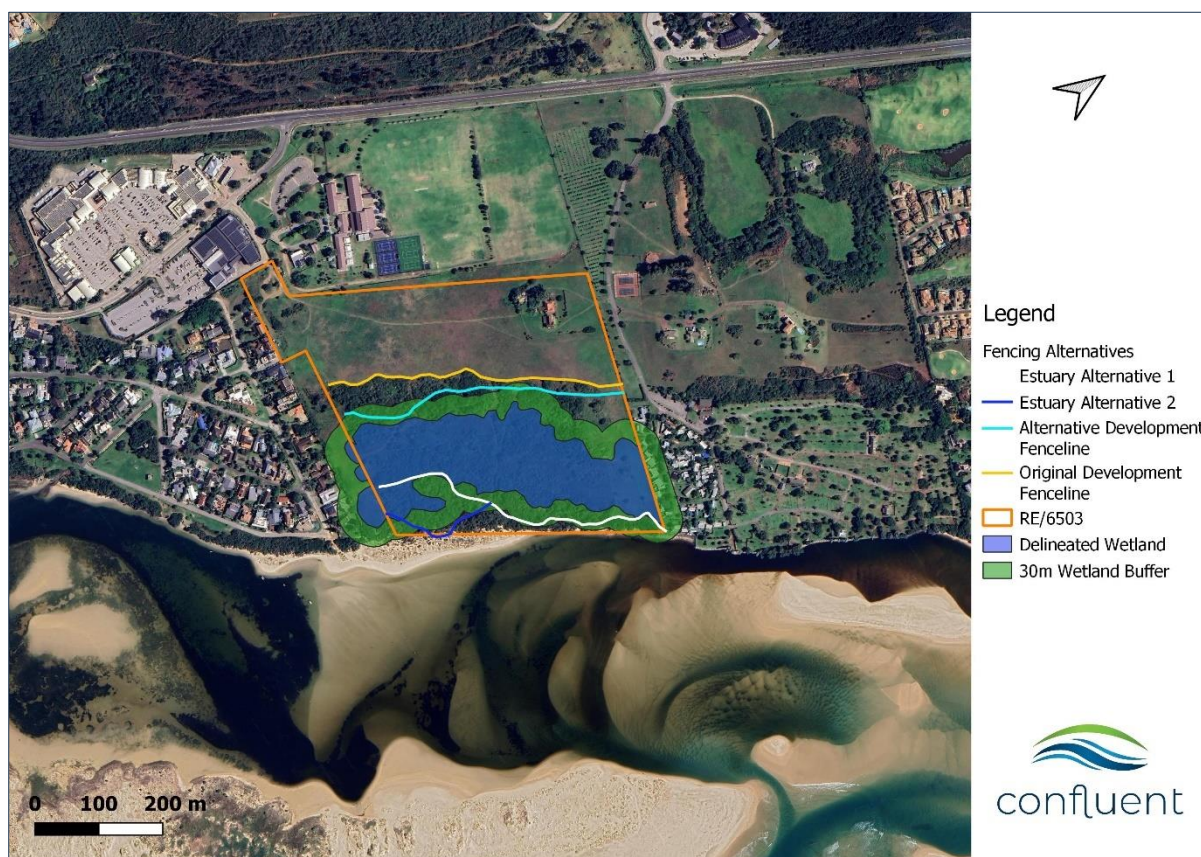 Legend
Fencing Alternatives
Estuary Alternative 1
Estuary Alternative 2
Alternative Development
Fenceline
Original Development
Fenceline
RE/6503
Delineated Wetland
30m Wetland Buffer
0 100 200 m
confluent